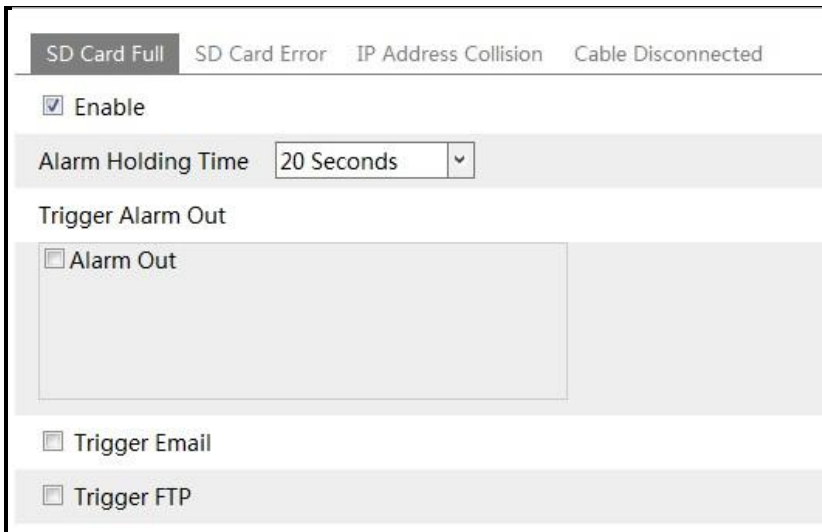 SD Card Full SD Card Error IP Address Collision Cable Disconnected
Enable
Alarm Holding Time 20 Seconds
Trigger Alarm Out
Alarm Out
Trigger Email
Trigger FTP